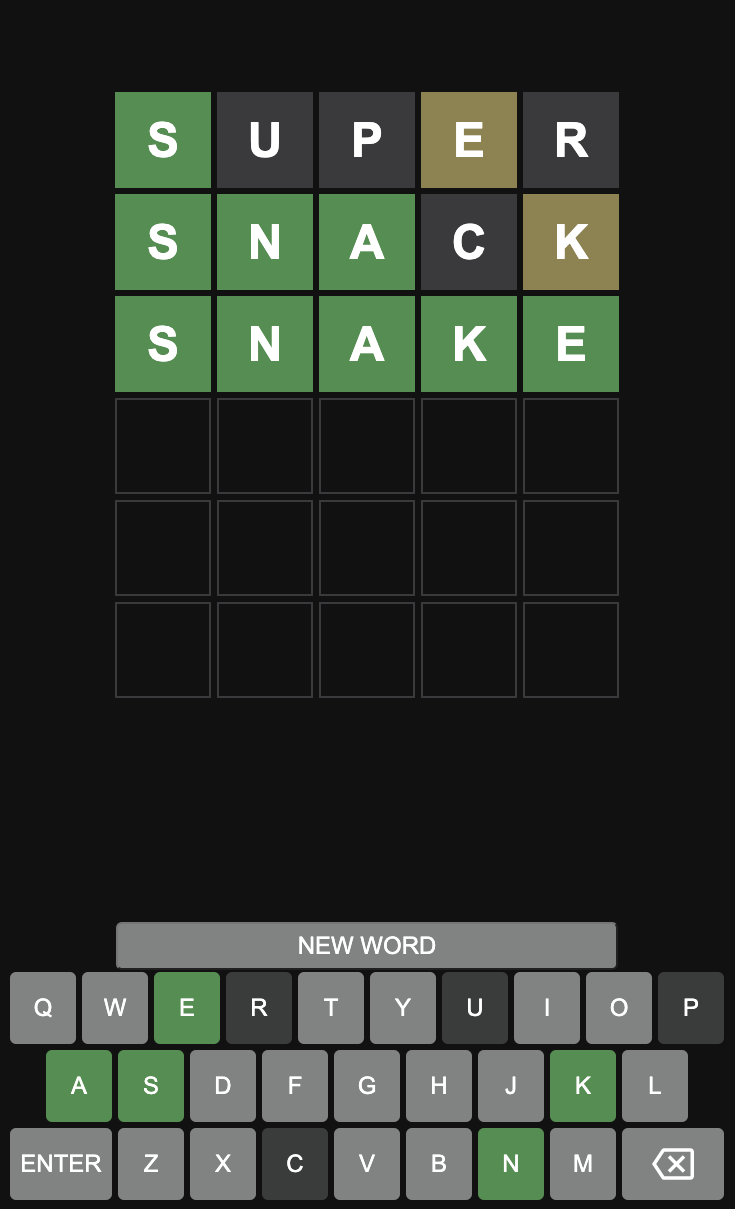 S U P E R
S N A C K
S N A K E
NEW WORD
Q W E R T Y U I O P
A S D F G H J K L
ENTER Z X C V B N M